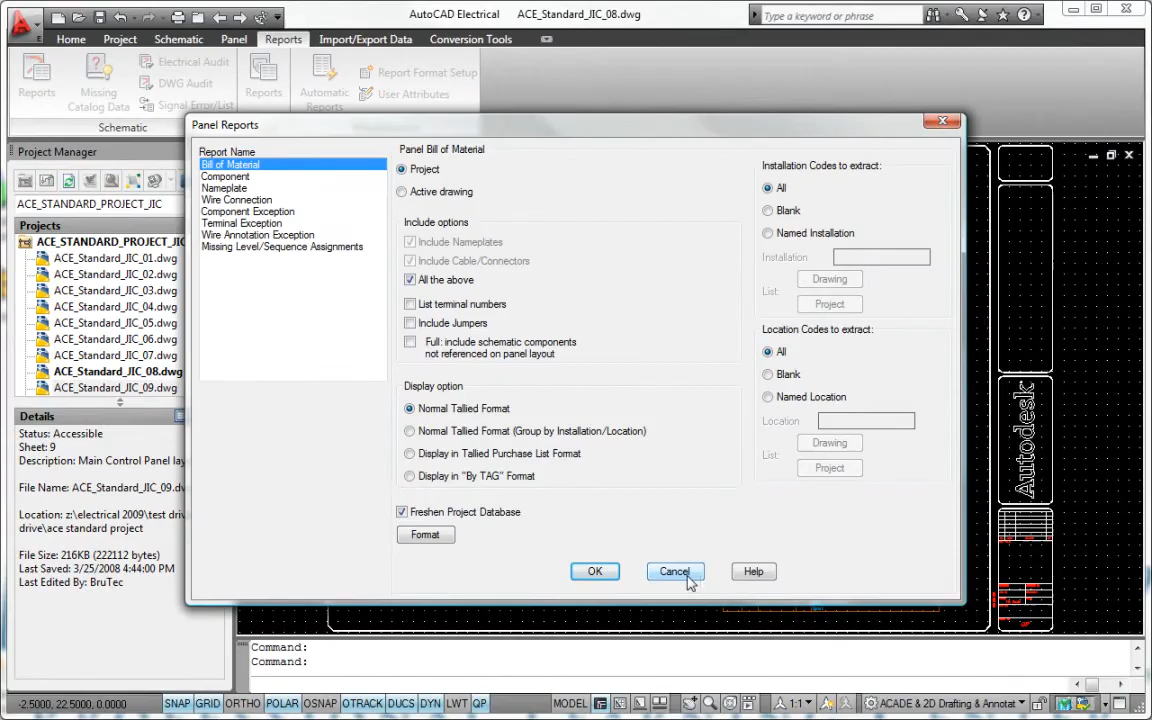 AutoCAD Electrical ACE_Standard_JIC_08.dwg
Type a keyword or phrase
Home Project Schematic Panel Reports Import/Export Data Conversion Tools
Reports
Missing
Catalog Data
Electrical Audit
DWG Audit
Signal Error/List
Schematic
Reports
Automatic
Reports
Report Format Setup
User Attributes
Project Manager
ACE_STANDARD_PROJECT_JIC
Projects
ACE_STANDARD_PROJECT_JIC
ACE_Standard_JIC_01.dwg
ACE_Standard_JIC_02.dwg
ACE_Standard_JIC_03.dwg
ACE_Standard_JIC_04.dwg
ACE_Standard_JIC_05.dwg
ACE_Standard_JIC_06.dwg
ACE_Standard_JIC_07.dwg
ACE_Standard_JIC_08.dwg
ACE_Standard_JIC_09.dwg
Details
Status: Accessible
Sheet: 9
Description: Main Control Panel lay
File Name: ACE_Standard_JIC_09.dw
Location: z:\electrical 2009\test driv
drive\ace standard project
File Size: 216KB (222112 bytes)
Last Saved: 3/25/2008 4:44:00 PM
Last Edited By: BruTec
Panel Reports
Report Name
Bill of Material
Component
Nameplate
Wire Connection
Component Exception
Terminal Exception
Wire Annotation Exception
Missing Level/Sequence Assignments
Panel Bill of Material
Project
Active drawing
Include options
Include Nameplates
Include Cable/Connectors
All the above
List terminal numbers
Include Jumpers
Full: include schematic components
not referenced on panel layout
Display option
Normal Tallied Format
Normal Tallied Format (Group by Installation/Location)
Display in Tallied Purchase List Format
Display in "By TAG" Format
Freshen Project Database
Format
Installation Codes to extract:
All
Blank
Named Installation
Installation
List:
Drawing
Project
Location Codes to extract:
All
Blank
Named Location
Location
List:
Drawing
Project
OK Cancel Help
Autodesk
Command:
Command:
-2.5000, 22.5000, 0.0000 SNAP GRID ORTHO POLAR OSNAP OTRACK DUCS DYN LWT QP MODEL 1:1 ACADE & 2D Drafting & Annotat